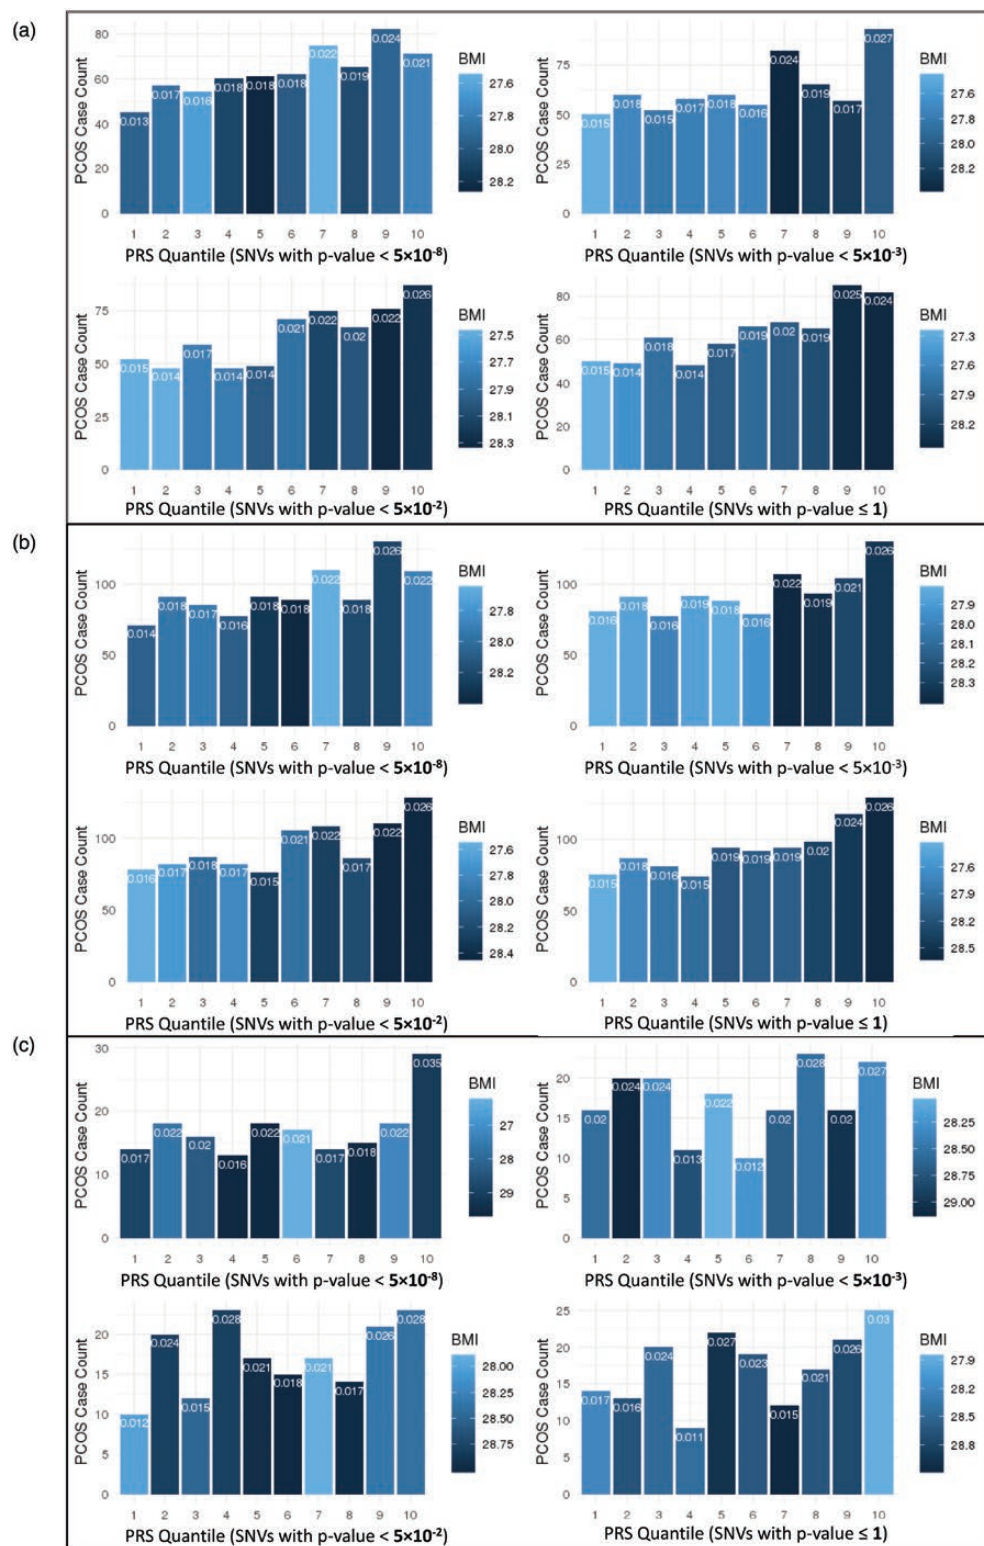 (a)
PCOS Case Count
80
60
40
20
0
0.013 0.017 0.016 0.018 0.018 0.018 0.022 0.019 0.024 0.021
1 2 3 4 5 6 7 8 9 10
PRS Quantile (SNVs with p-value < 5×10⁻⁸)
BMI
27.6
27.8
28.0
28.2
PCOS Case Count
75
50
25
0
0.015 0.018 0.015 0.017 0.018 0.016 0.024 0.019 0.017 0.027
1 2 3 4 5 6 7 8 9 10
PRS Quantile (SNVs with p-value < 5×10⁻³)
BMI
27.6
27.8
28.0
28.2
PCOS Case Count
75
50
25
0
0.015 0.014 0.017 0.014 0.014 0.021 0.022 0.02 0.022 0.026
1 2 3 4 5 6 7 8 9 10
PRS Quantile (SNVs with p-value < 5×10⁻²)
BMI
27.5
27.7
27.9
28.1
28.3
PCOS Case Count
80
60
40
20
0
0.015 0.014 0.018 0.014 0.017 0.019 0.02 0.019 0.025 0.024
1 2 3 4 5 6 7 8 9 10
PRS Quantile (SNVs with p-value ≤ 1)
BMI
27.3
27.6
27.9
28.2
(b)
PCOS Case Count
100
50
0
0.014 0.018 0.017 0.016 0.018 0.018 0.022 0.018 0.026 0.022
1 2 3 4 5 6 7 8 9 10
PRS Quantile (SNVs with p-value < 5×10⁻⁸)
BMI
27.8
28.0
28.2
PCOS Case Count
100
50
0
0.016 0.018 0.016 0.018 0.018 0.016 0.022 0.019 0.021 0.026
1 2 3 4 5 6 7 8 9 10
PRS Quantile (SNVs with p-value < 5×10⁻³)
BMI
27.9
28.0
28.1
28.2
28.3
PCOS Case Count
100
50
0
0.016 0.017 0.018 0.017 0.015 0.021 0.022 0.017 0.022 0.026
1 2 3 4 5 6 7 8 9 10
PRS Quantile (SNVs with p-value < 5×10⁻²)
BMI
27.6
27.8
28.0
28.2
28.4
PCOS Case Count
100
50
0
0.015 0.018 0.016 0.015 0.019 0.019 0.019 0.02 0.024 0.026
1 2 3 4 5 6 7 8 9 10
PRS Quantile (SNVs with p-value ≤ 1)
BMI
27.6
27.9
28.2
28.5
(c)
PCOS Case Count
30
20
10
0
0.017 0.022 0.02 0.016 0.022 0.021 0.017 0.018 0.022 0.035
1 2 3 4 5 6 7 8 9 10
PRS Quantile (SNVs with p-value < 5×10⁻⁸)
BMI
27
28
29
PCOS Case Count
20
15
10
5
0
0.02 0.024 0.024 0.013 0.022 0.012 0.02 0.028 0.02 0.027
1 2 3 4 5 6 7 8 9 10
PRS Quantile (SNVs with p-value < 5×10⁻³)
BMI
28.25
28.50
28.75
29.00
PCOS Case Count
20
15
10
5
0
0.012 0.024 0.015 0.028 0.021 0.018 0.021 0.017 0.026 0.028
1 2 3 4 5 6 7 8 9 10
PRS Quantile (SNVs with p-value < 5×10⁻²)
BMI
28.00
28.25
28.50
28.75
PCOS Case Count
25
20
15
10
5
0
0.017 0.016 0.024 0.011 0.027 0.023 0.015 0.021 0.026 0.03
1 2 3 4 5 6 7 8 9 10
PRS Quantile (SNVs with p-value ≤ 1)
BMI
27.9
28.2
28.5
28.8